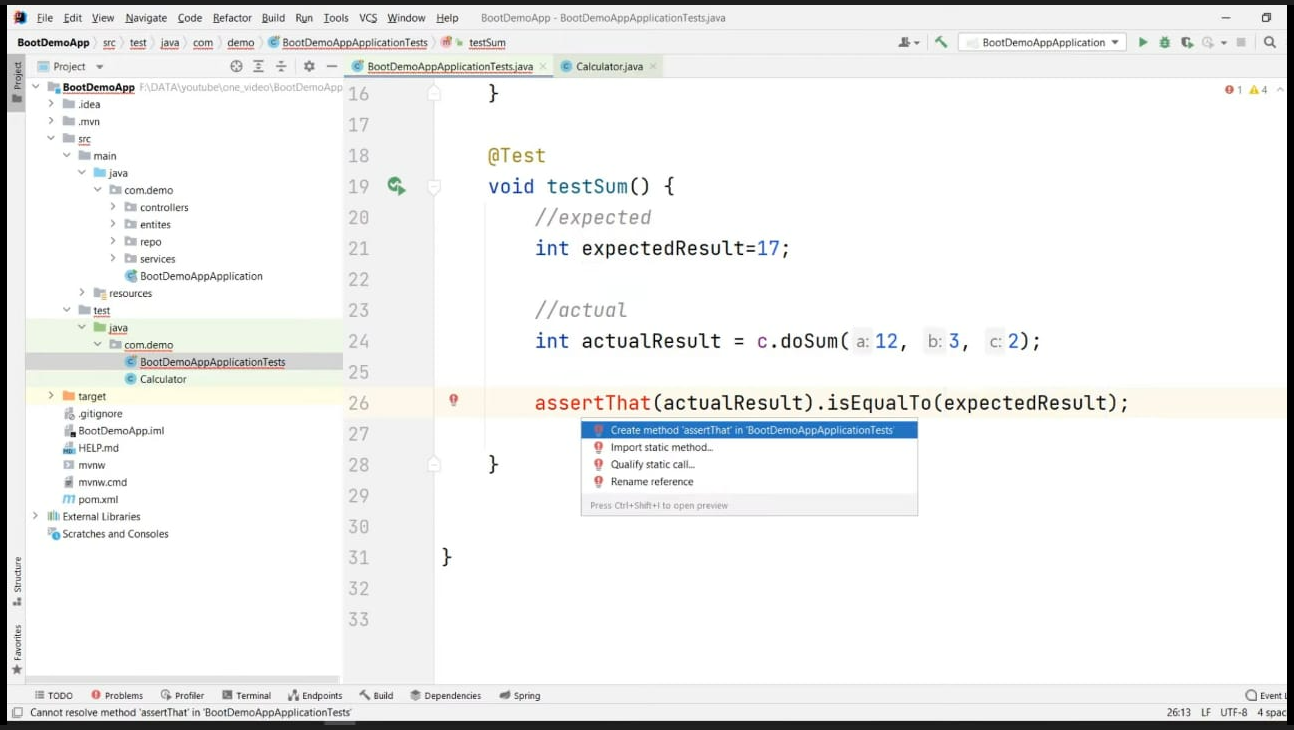 File Edit View Navigate Code Refactor Build Run Tools VCS Window Help BootDemoApp - BootDemoAppApplicationTests.java
BootDemoApp src test java com demo BootDemoAppApplicationTests testSum BootDemoAppApplication
Project
BootDemoAppApplicationTests.java Calculator.java
Project
Structure
Favorites
BootDemoApp F:\DATA\youtube\one_video\BootDemoApp
.idea
.mvn
src
main
java
com.demo
controllers
entites
repo
services
BootDemoAppApplication
resources
test
java
com.demo
BootDemoAppApplicationTests
Calculator
target
.gitignore
BootDemoApp.iml
HELP.md
mvnw
mvnw.cmd
pom.xml
External Libraries
Scratches and Consoles
1 4
16 }
17
18 @Test
19 void testSum() {
20 //expected
21 int expectedResult=17;
22
23 //actual
24 int actualResult = c.doSum( a: 12, b: 3, c: 2);
25
26 assertThat(actualResult).isEqualTo(expectedResult);
27
28 }
29
30
31 }
32
33
Create method 'assertThat' in 'BootDemoAppApplicationTests'
Import static method...
Qualify static call...
Rename reference
Press Ctrl+Shift+I to open preview
TODO Problems Profiler Terminal Endpoints Build Dependencies Spring Event
Cannot resolve method 'assertThat' in 'BootDemoAppApplicationTests' 26:13 LF UTF-8 4 spac